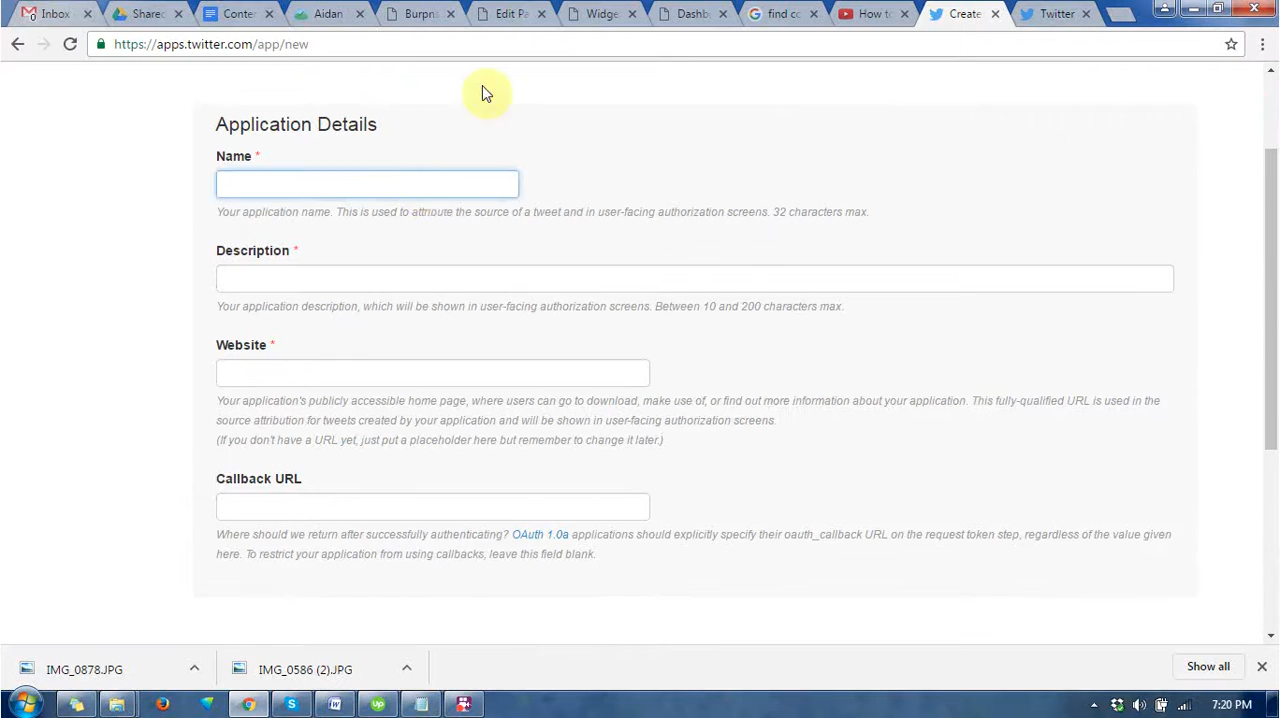 Inbox
Shared
Conter
Aidan
Burpns
Edit Pa
Widge
Dashb
find co
How to
Create
Twitter
https://apps.twitter.com/app/new
Application Details
Name *
Your application name. This is used to attribute the source of a tweet and in user-facing authorization screens. 32 characters max.
Description *
Your application description, which will be shown in user-facing authorization screens. Between 10 and 200 characters max.
Website *
Your application's publicly accessible home page, where users can go to download, make use of, or find out more information about your application. This fully-qualified URL is used in the
source attribution for tweets created by your application and will be shown in user-facing authorization screens.
(If you don't have a URL yet, just put a placeholder here but remember to change it later.)
Callback URL
Where should we return after successfully authenticating? OAuth 1.0a applications should explicitly specify their oauth_callback URL on the request token step, regardless of the value given
here. To restrict your application from using callbacks, leave this field blank.
IMG_0878.JPG
IMG_0586 (2).JPG
Show all
7:20 PM